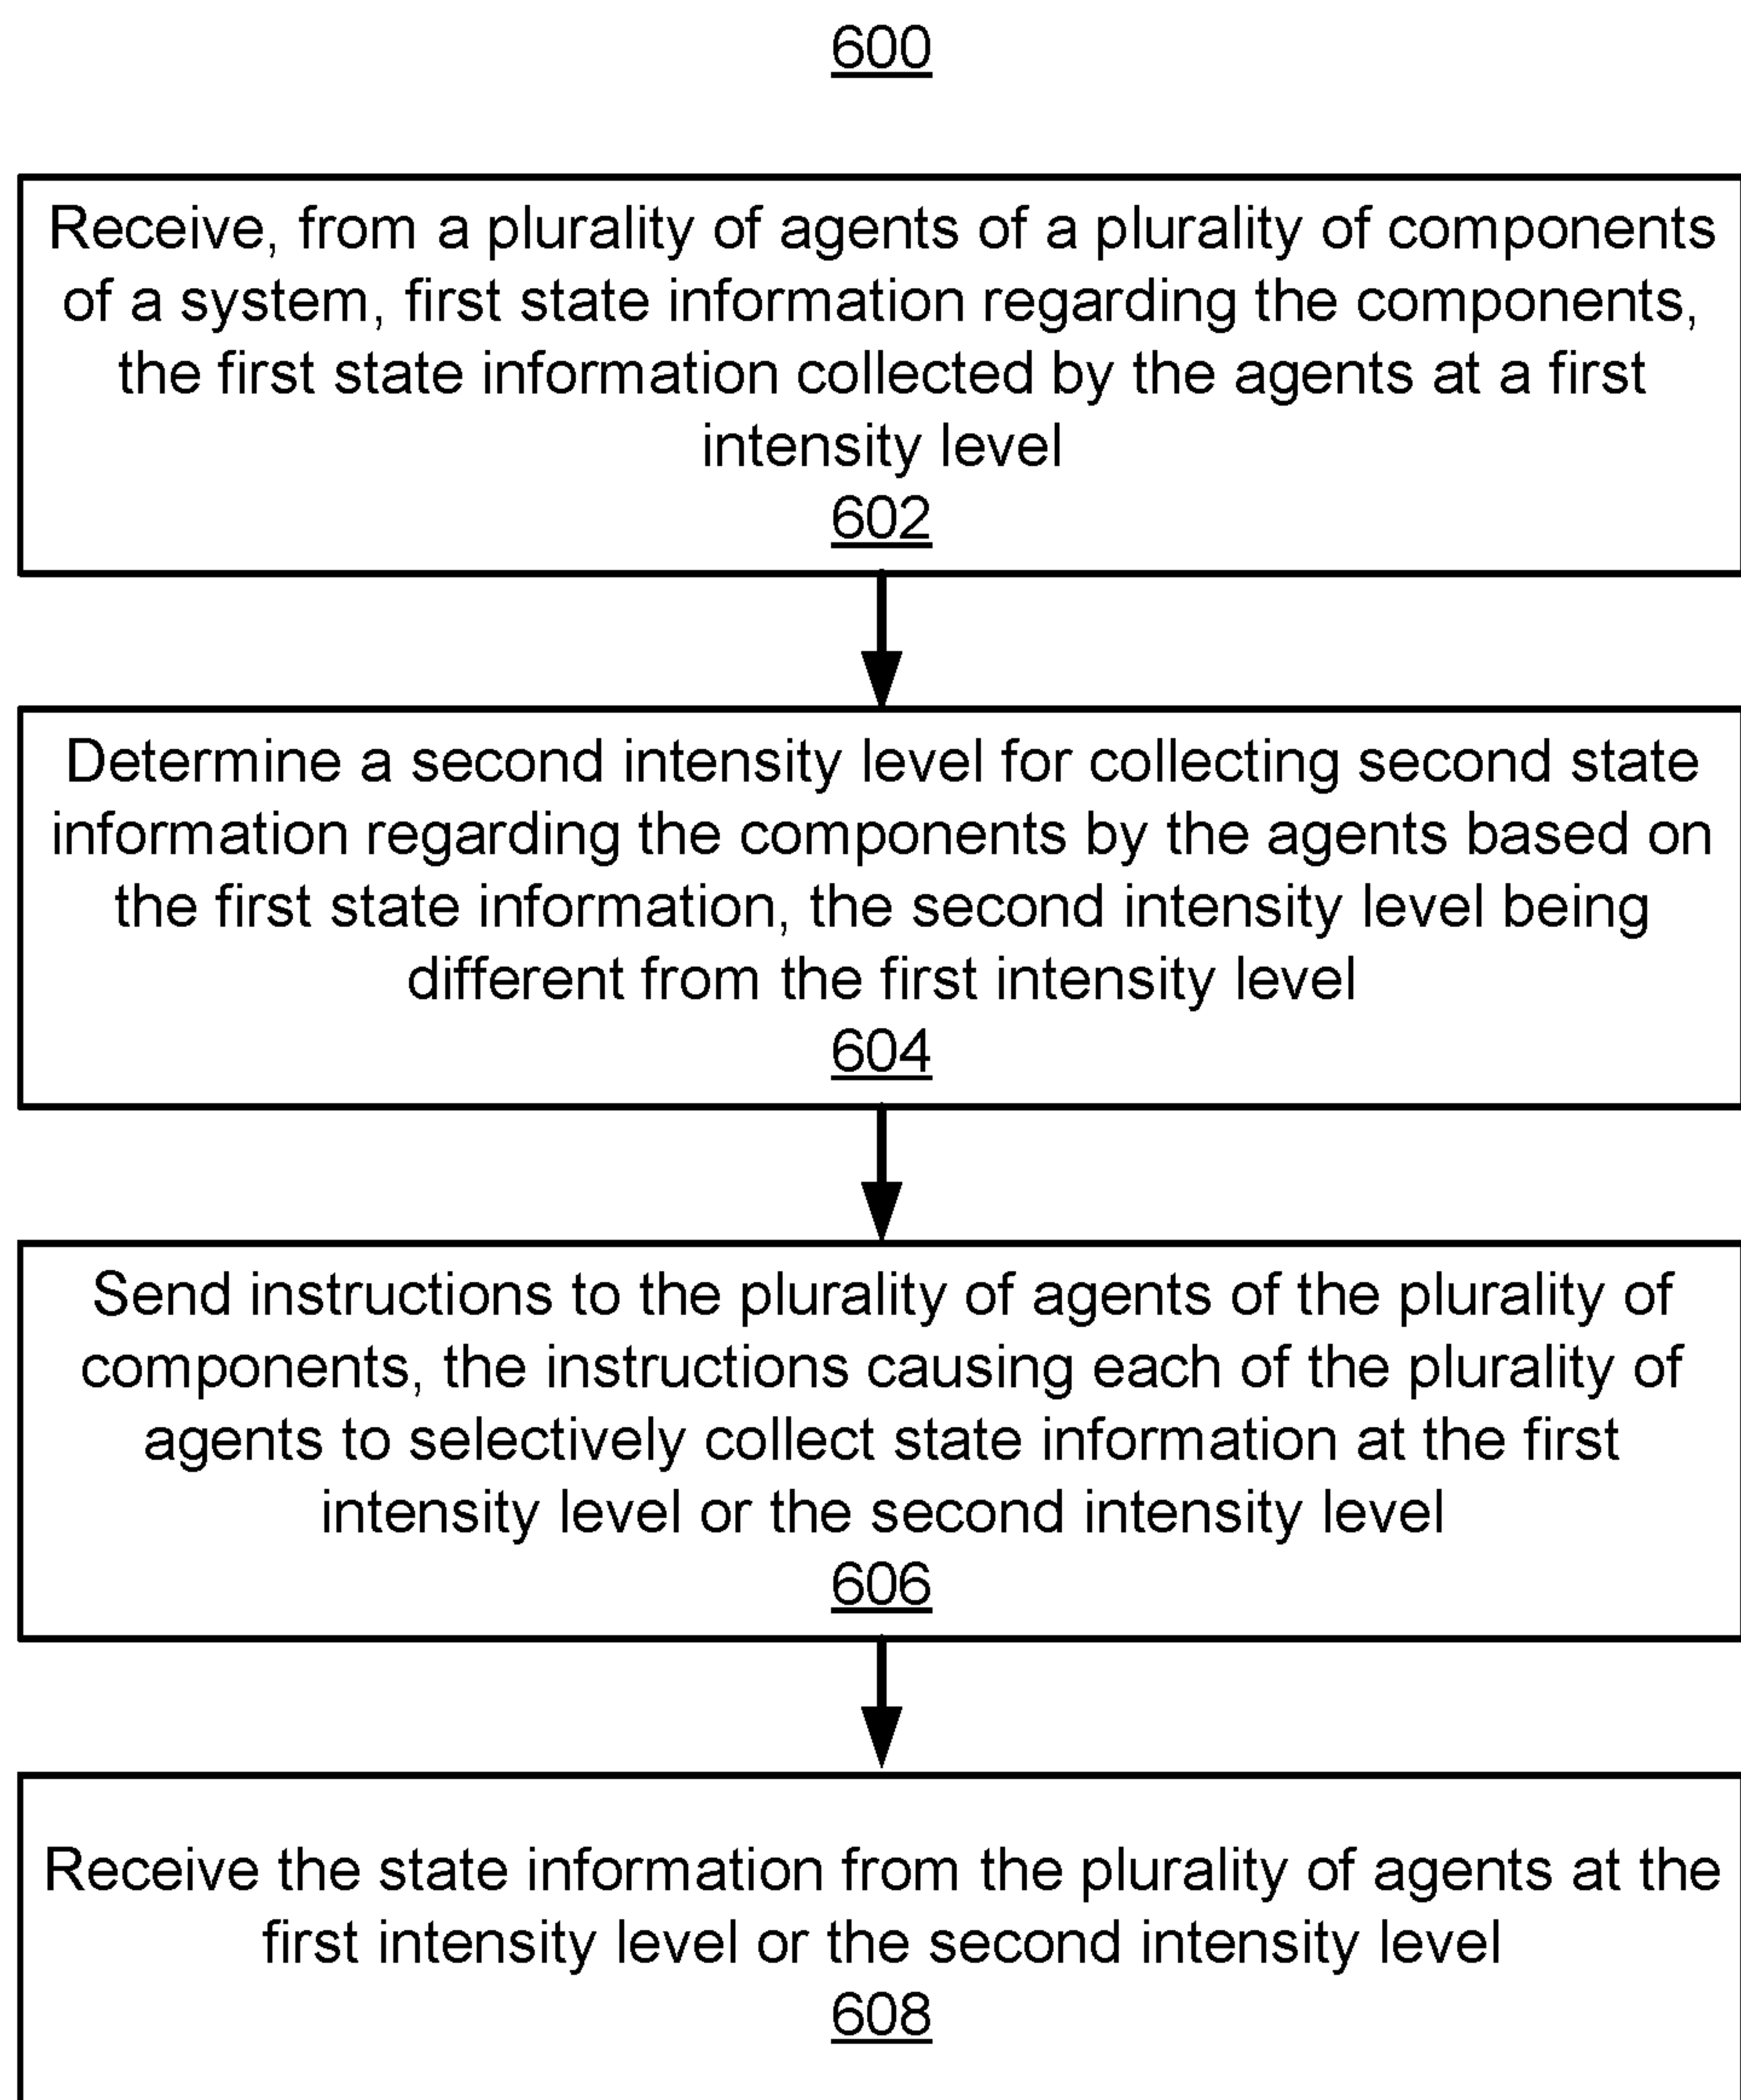 600
Receive, from a plurality of agents of a plurality of components
of a system, first state information regarding the components,
the first state information collected by the agents at a first
intensity level
602
Determine a second intensity level for collecting second state
information regarding the components by the agents based on
the first state information, the second intensity level being
different from the first intensity level
604
Send instructions to the plurality of agents of the plurality of
components, the instructions causing each of the plurality of
agents to selectively collect state information at the first
intensity level or the second intensity level
606
Receive the state information from the plurality of agents at the
first intensity level or the second intensity level
608